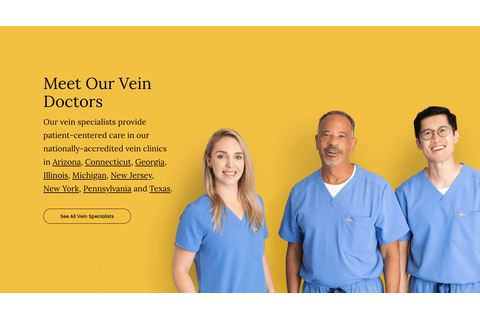 Meet Our Vein
Doctors
Our vein specialists provide
patient-centered care in our
nationally-accredited vein clinics
in Arizona, Connecticut, Georgia,
Illinois, Michigan, New Jersey,
New York, Pennsylvania and Texas.
See All Vein Specialists